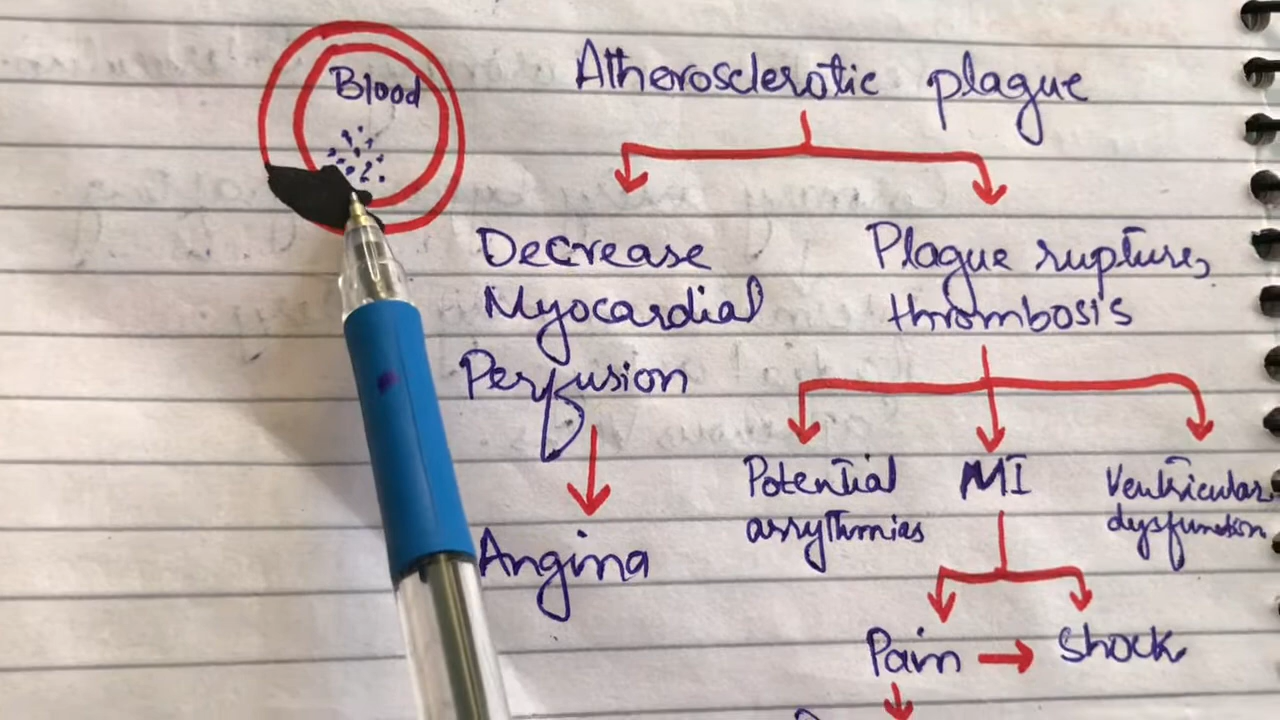 Blood
Atherosclerotic plague
Decrease
Myocardial
Perfusion
Angina
Plague rupture,
thrombosis
Potential
arrythmias
MI
Ventricular
dysfunction
Pain → Shock